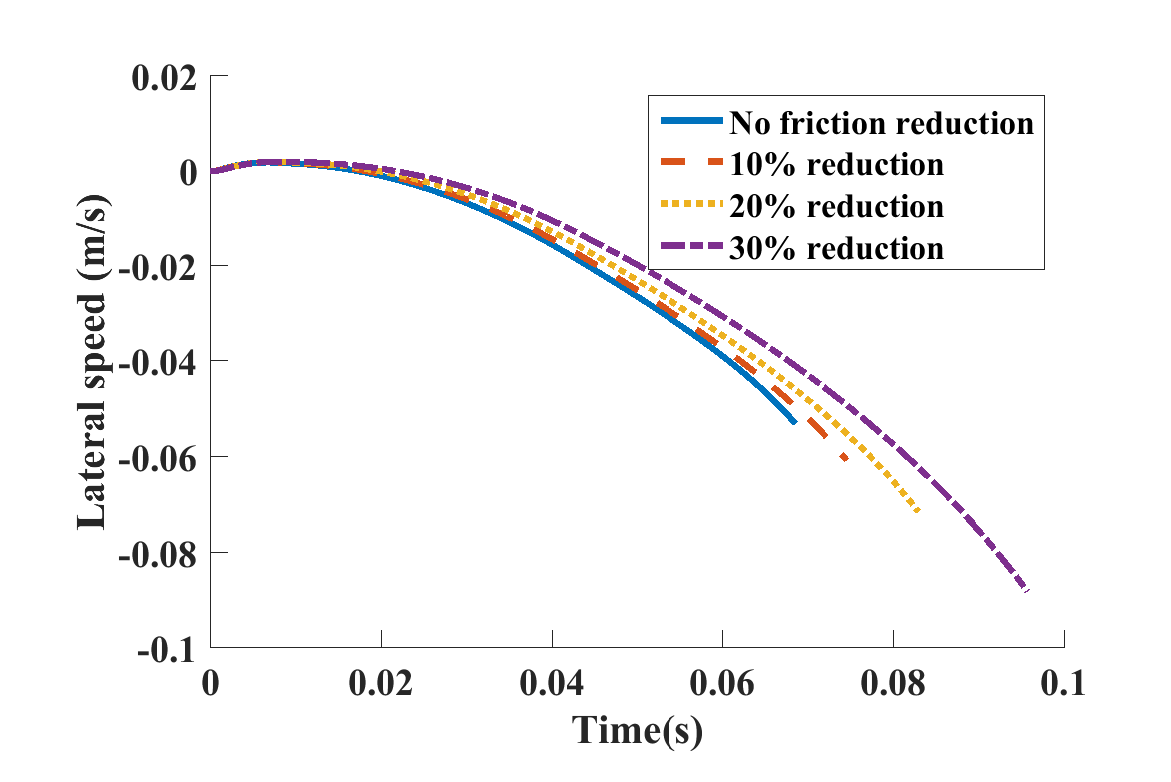 0.02
0
-0.02
-0.04
-0.06
-0.08
-0.1
Lateral speed (m/s)
No friction reduction
10% reduction
20% reduction
30% reduction
0
0.02
0.04
0.06
0.08
0.1
Time(s)